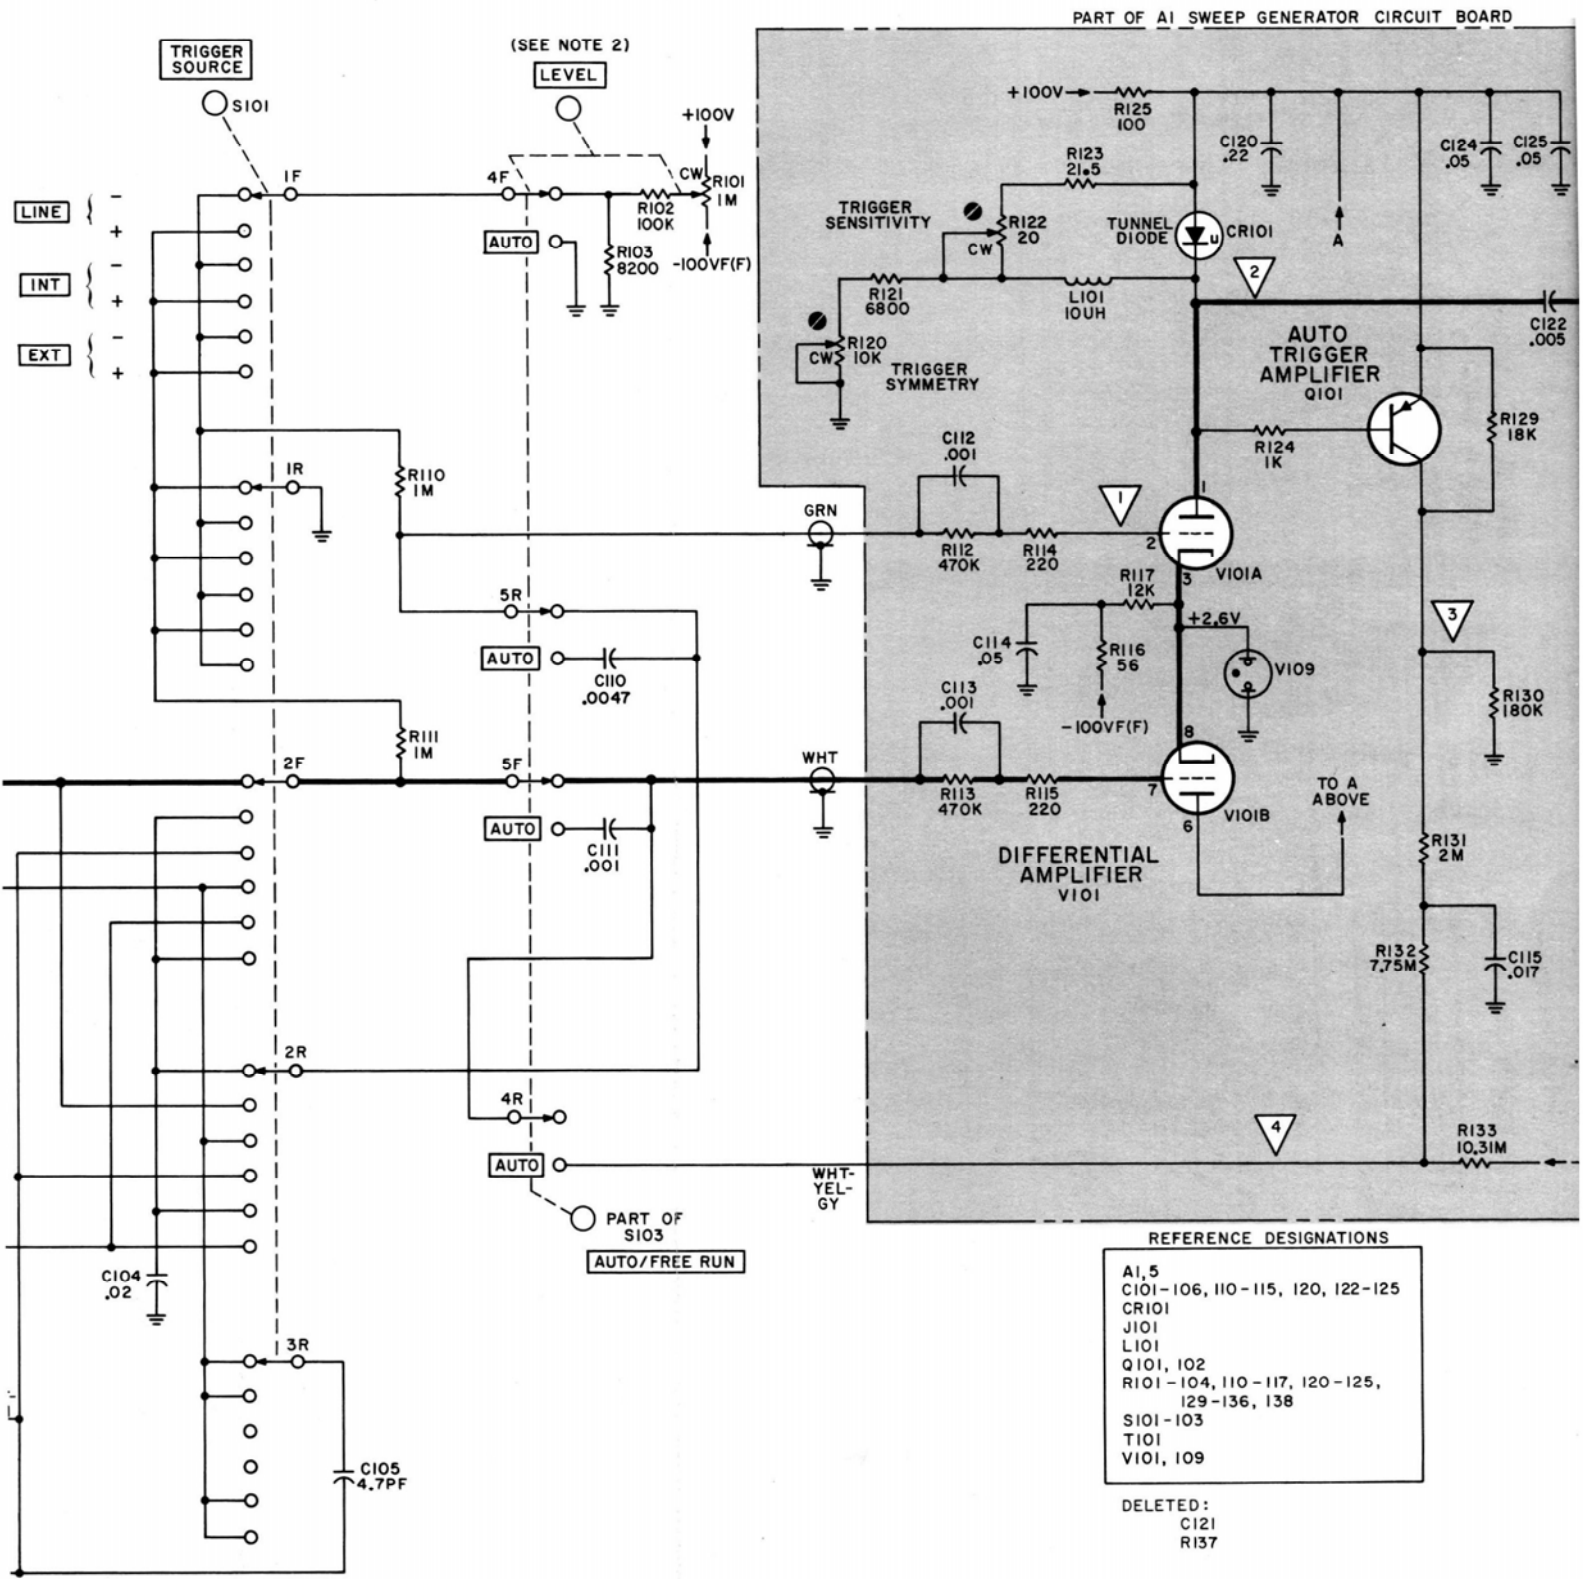 PART OF A1 SWEEP GENERATOR CIRCUIT BOARD
TRIGGER
SOURCE
S101
(SEE NOTE 2)
LEVEL
+100V
CW
R101
1M
-100VF(F)
1F
4F
R102
100K
AUTO
R103
8200
LINE
-
+
INT
-
+
EXT
-
+
+100V
R125
100
C120
.22
C124
.05
C125
.05
A
R123
21.5
TRIGGER
SENSITIVITY
R122
20
CW
TUNNEL
DIODE
CR101
U
2
R121
6800
L101
10UH
C122
.005
R120
10K
CW
TRIGGER
SYMMETRY
AUTO
TRIGGER
AMPLIFIER
Q101
R129
18K
R124
1K
C112
.001
1R
R110
1M
GRN
R112
470K
R114
220
1
1
2
3
V101A
R117
12K
+2.6V
C114
.05
R116
56
-100VF(F)
V109
3
5R
AUTO
C110
.0047
C113
.001
R130
180K
R111
1M
2F
5F
WHT
R113
470K
R115
220
8
7
6
V101B
TO A
ABOVE
AUTO
C111
.001
DIFFERENTIAL
AMPLIFIER
V101
R131
2M
R132
7.75M
C115
.017
2R
4R
AUTO
WHT-
YEL-
GY
4
R133
10.31M
PART OF
S103
AUTO/FREE RUN
C104
.02
3R
C105
4.7PF
REFERENCE DESIGNATIONS
A1,5
C101-106, 110-115, 120, 122-125
CR101
J101
L101
Q101, 102
R101-104, 110-117, 120-125,
129-136, 138
S101-103
T101
V101, 109
DELETED:
C121
R137